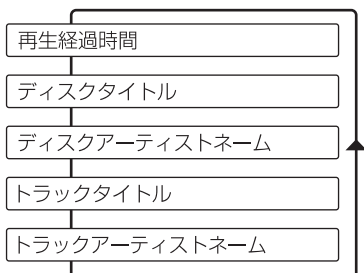 再生経過時間
ディスクタイトル
ディスクアーティストネーム
トラックタイトル
トラックアーティストネーム